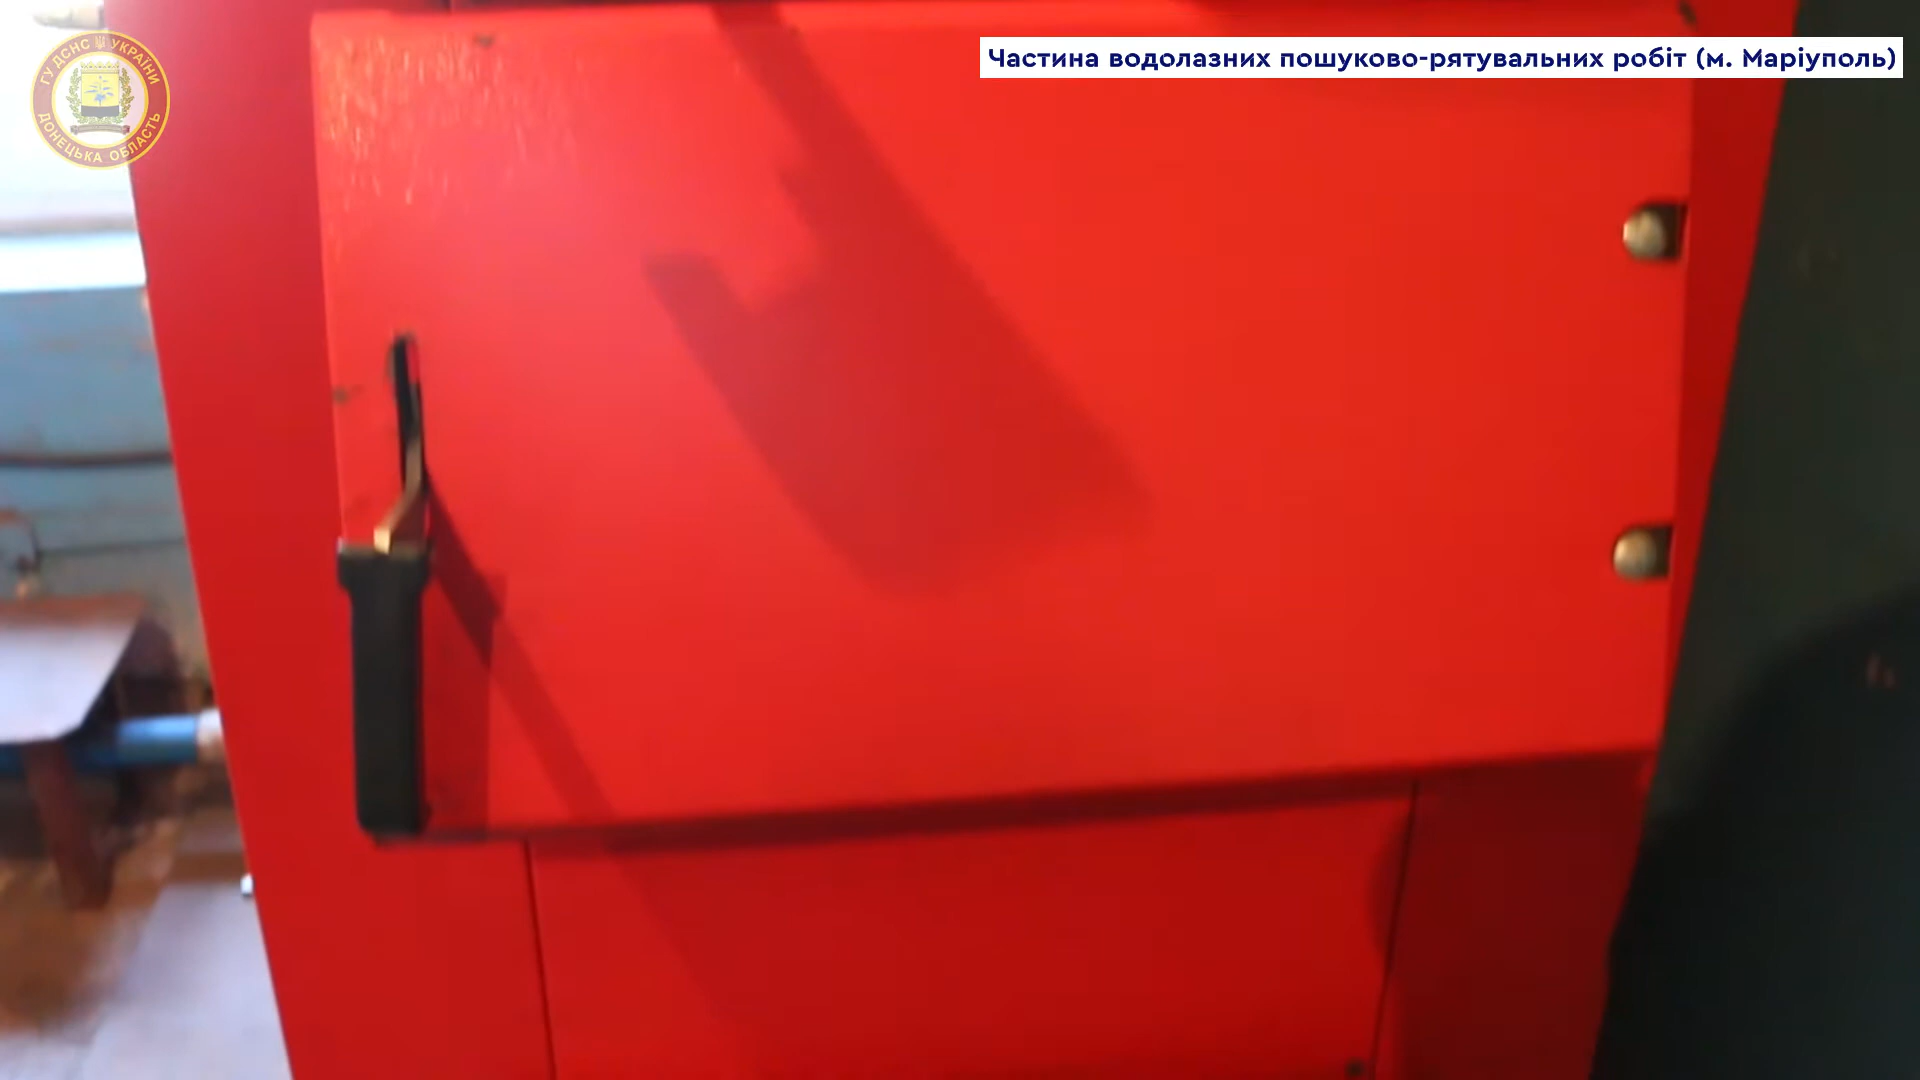 ГУ ДСНС УКРАЇНИ
ДОНЕЦЬКА ОБЛАСТЬ
Частина водолазних пошуково-рятувальних робіт (м. Маріуполь)